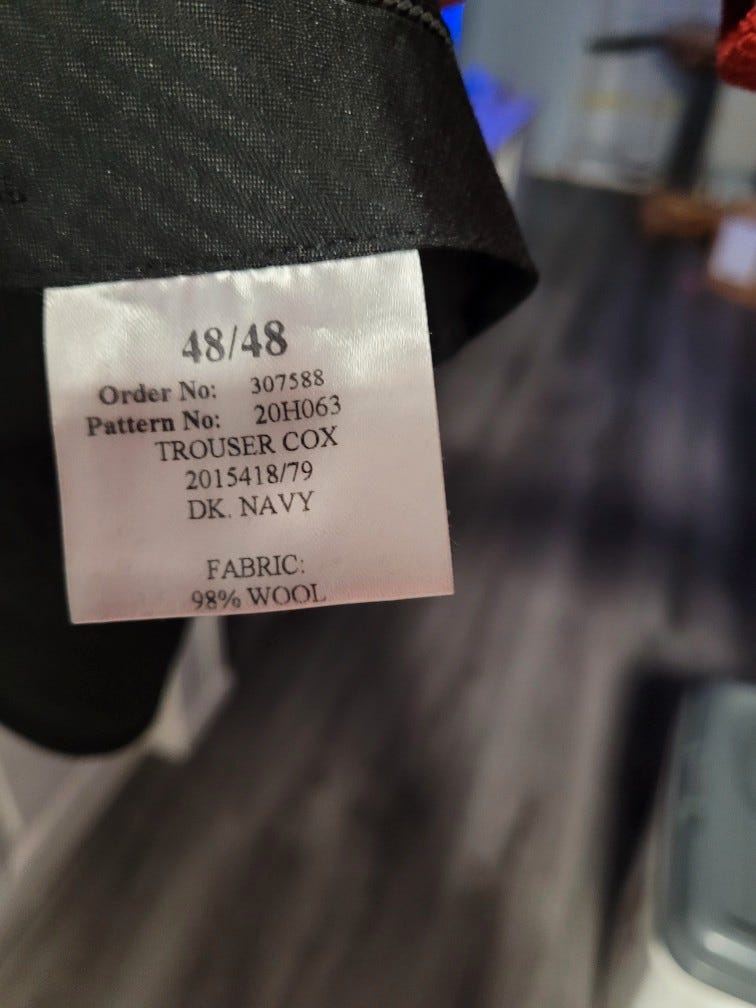 48/48
Order No: 307588
Pattern No: 20H063
TROUSER COX
2015418/79
DK. NAVY
FABRIC:
98% WOOL